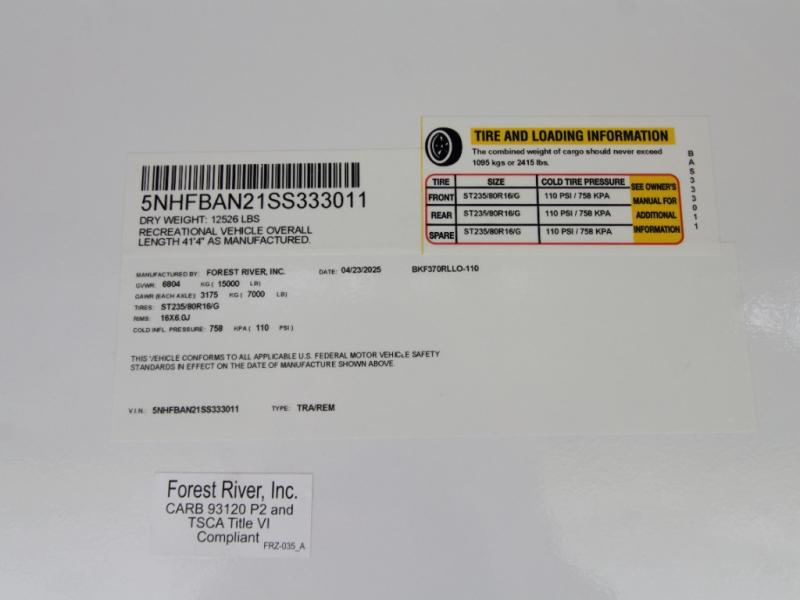 5NHFBAN21SS333011
DRY WEIGHT: 12526 LBS
RECREATIONAL VEHICLE OVERALL
LENGTH 41'4" AS MANUFACTURED.
TIRE AND LOADING INFORMATION
The combined weight of cargo should never exceed
1095 kgs or 2415 lbs.
TIRE SIZE COLD TIRE PRESSURE
FRONT ST235/80R16/G 110 PSI / 758 KPA
REAR ST235/80R16/G 110 PSI / 758 KPA
SPARE ST235/80R16/G 110 PSI / 758 KPA
SEE OWNER'S
MANUAL FOR
ADDITIONAL
INFORMATION
BAS333011
MANUFACTURED BY: FOREST RIVER, INC. DATE: 04/23/2025 BKF370RLLO-110
GVWR: 6804 KG ( 15000 LB)
GAWR (EACH AXLE): 3175 KG ( 7000 LB)
TIRES: ST235/80R16/G
RIMS: 16X6.0J
COLD INFL. PRESSURE: 758 KPA ( 110 PSI )
THIS VEHICLE CONFORMS TO ALL APPLICABLE U.S. FEDERAL MOTOR VEHICLE SAFETY
STANDARDS IN EFFECT ON THE DATE OF MANUFACTURE SHOWN ABOVE.
V.I.N.: 5NHFBAN21SS333011 TYPE: TRA/REM
Forest River, Inc.
CARB 93120 P2 and
TSCA Title VI
Compliant
FRZ-035_A